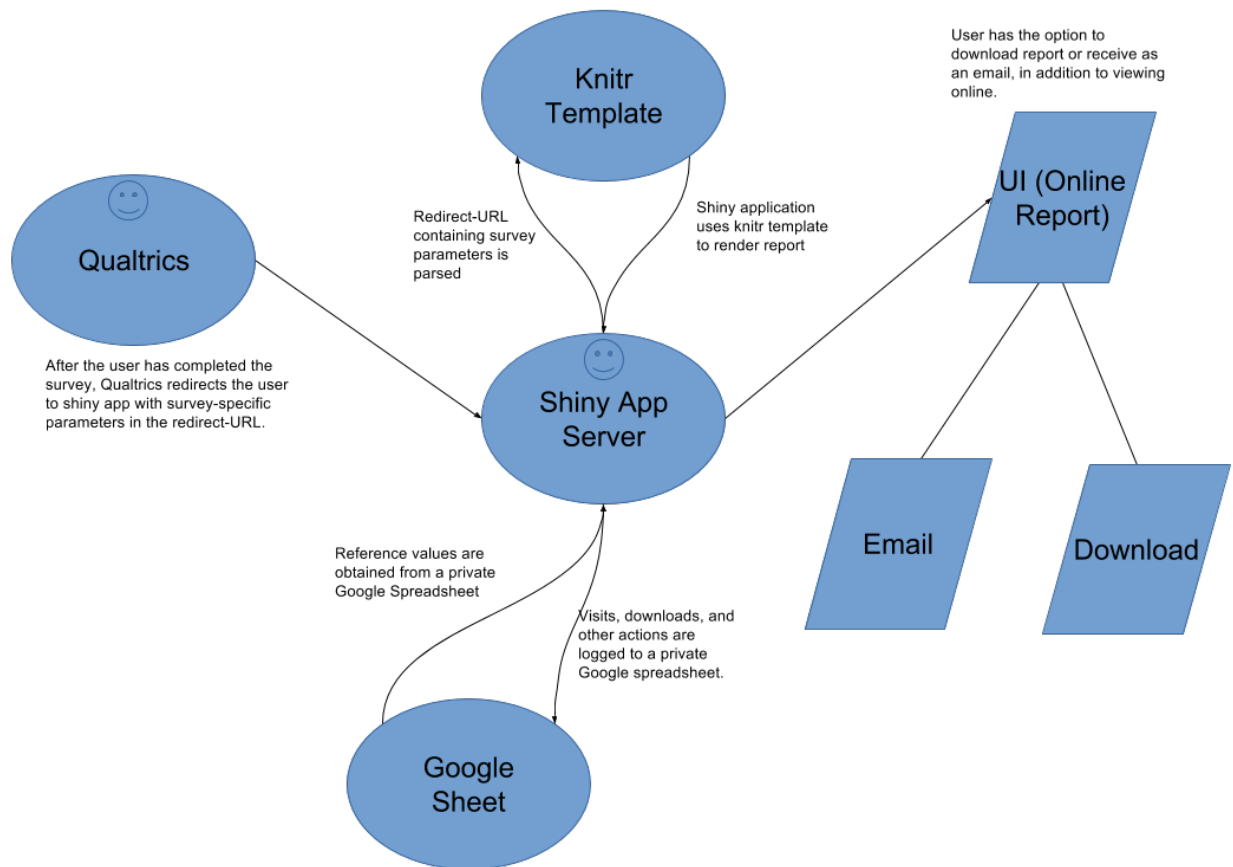 User has the option to
download report or receive as
an email, in addition to viewing
online.
Knitr
Template
UI (Online
Report)
Qualtrics
Redirect-URL
containing survey
parameters is
parsed
Shiny application
uses knitr template
to render report
After the user has completed the
survey, Qualtrics redirects the user
to shiny app with survey-specific
parameters in the redirect-URL.
Shiny App
Server
Email
Download
Reference values are
obtained from a private
Google Spreadsheet
Visits, downloads, and
other actions are
logged to a private
Google spreadsheet.
Google
Sheet